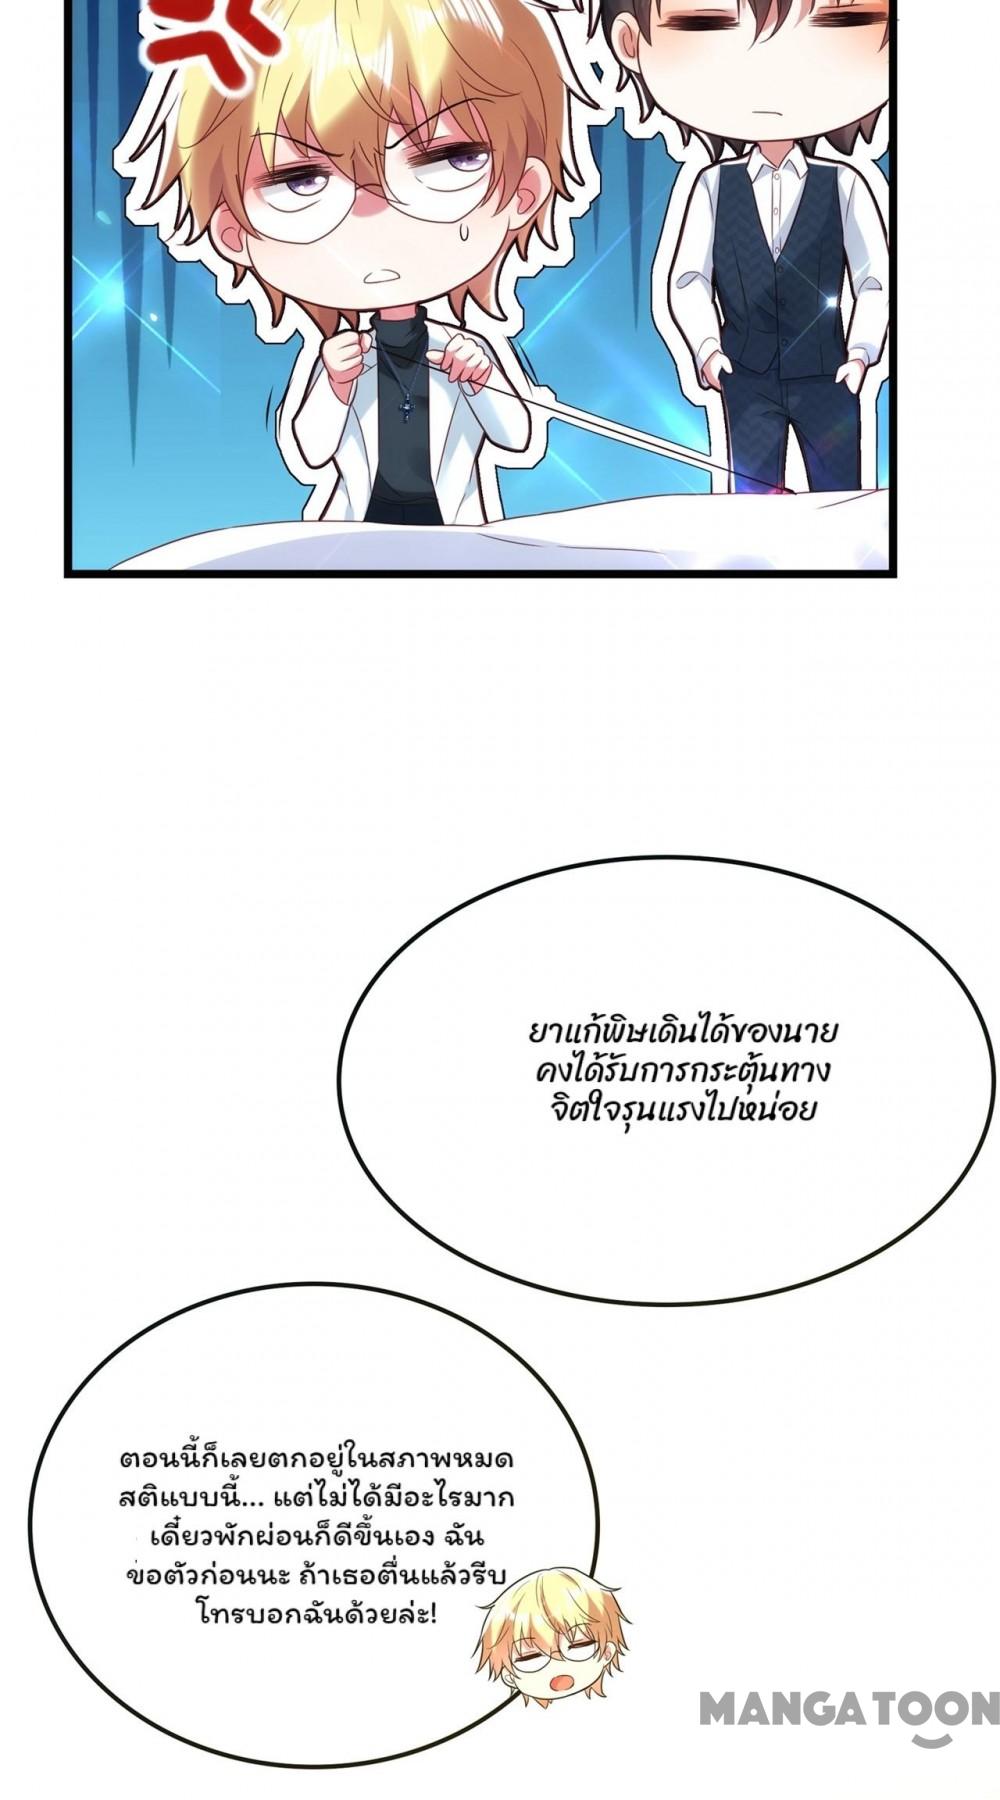 ยาแก้พิษเดินได้ของนาย
คงได้รับการกระตุ้นทาง
จิตใจรุนแรงไปหน่อย
ตอนนี้ก็เลยตกอยู่ในสภาพหมด
สติแบบนี้... แต่ไม่ได้มีอะไรมาก
เดี๋ยวพักผ่อนก็ดีขึ้นเอง ฉัน
ขอตัวก่อนนะ ถ้าเธอตื่นแล้วรีบ
โทรบอกฉันด้วยล่ะ!
MANGATOON